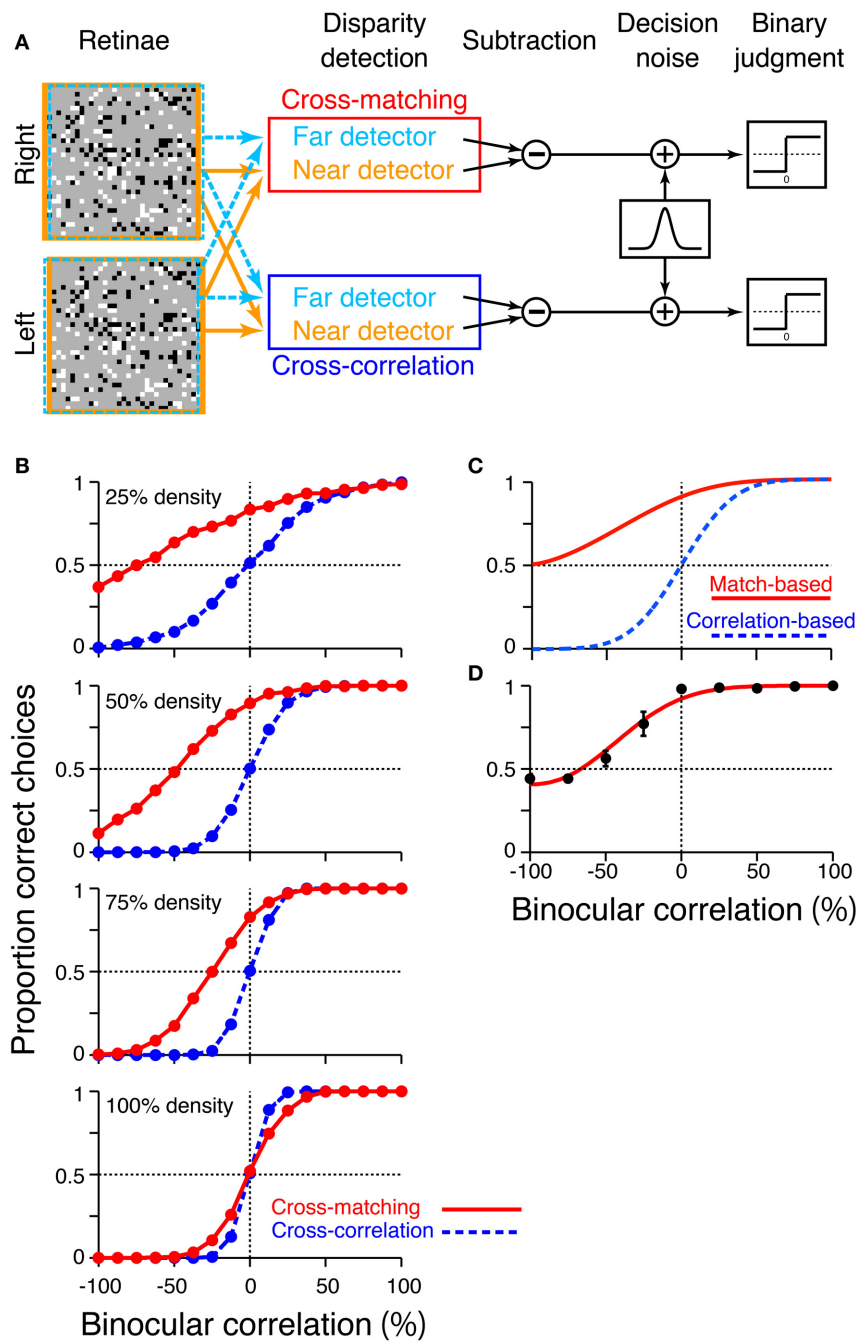 A
Retinae
Disparity detection
Subtraction
Decision noise
Binary judgment
Right
Left
Cross-matching
Far detector
Near detector
Far detector
Near detector
Cross-correlation
−
+
0
−
+
0
B
25% density
1
0.5
0
50% density
1
0.5
0
75% density
1
0.5
0
100% density
1
0.5
0
Cross-matching
Cross-correlation
-100 -50 0 50 100
Binocular correlation (%)
Proportion correct choices
C
1
0.5
0
Match-based
Correlation-based
D
1
0.5
0
-100 -50 0 50 100
Binocular correlation (%)